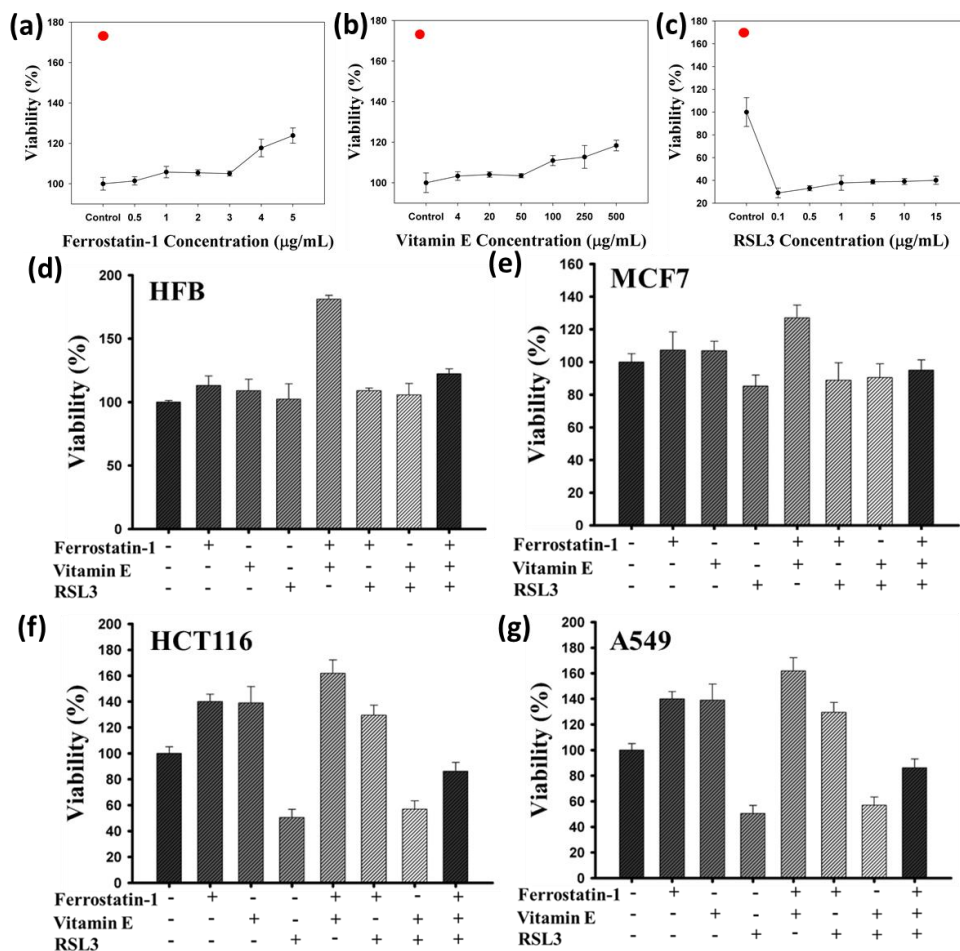 (a)
180
160
140
120
100
Viability (%)
Control 0.5 1 2 3 4 5
Ferrostatin-1 Concentration (µg/mL)
(b)
180
160
140
120
100
Viability (%)
Control 4 20 50 100 250 500
Vitamin E Concentration (µg/mL)
(c)
180
160
140
120
100
80
60
40
20
Viability (%)
Control 0.1 0.5 1 5 10 15
RSL3 Concentration (µg/mL)
(d)
HFB
200
150
100
50
0
Viability (%)
Ferrostatin-1 - + - - + + - +
Vitamin E - - + - + - + +
RSL3 - - - + - + + +
(e)
MCF7
160
140
120
100
80
60
40
20
0
Viability (%)
Ferrostatin-1 - + - - + + - +
Vitamin E - - + - + - + +
RSL3 - - - + - + + +
(f)
HCT116
200
180
160
140
120
100
80
60
40
20
0
Viability (%)
Ferrostatin-1 - + - - + + - +
Vitamin E - - + - + - + +
RSL3 - - - + - + + +
(g)
A549
200
180
160
140
120
100
80
60
40
20
0
Viability (%)
Ferrostatin-1 - + - - + + - +
Vitamin E - - + - + - + +
RSL3 - - - + - + + +